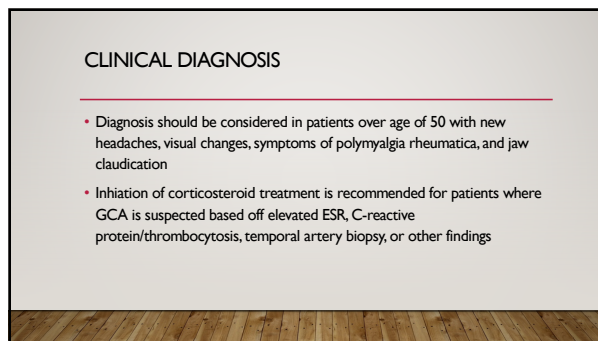 CLINICAL DIAGNOSIS
• Diagnosis should be considered in patients over age of 50 with new
headaches, visual changes, symptoms of polymyalgia rheumatica, and jaw
claudication
• Inhiation of corticosteroid treatment is recommended for patients where
GCA is suspected based off elevated ESR, C-reactive
protein/thrombocytosis, temporal artery biopsy, or other findings